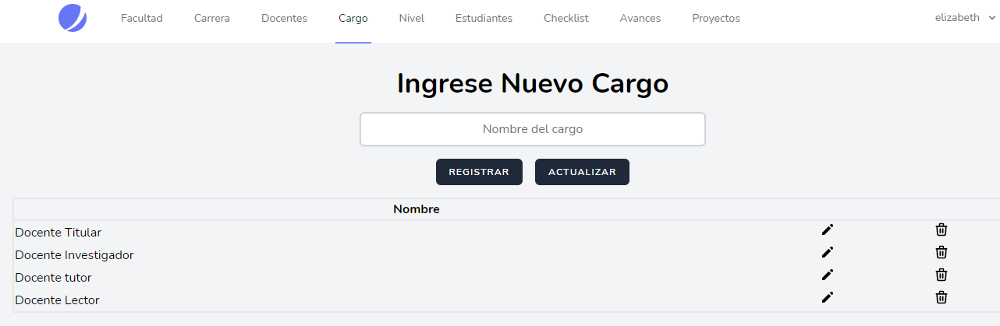 Facultad Carrera Docentes Cargo Nivel Estudiantes Checklist Avances Proyectos elizabeth
Ingrese Nuevo Cargo
Nombre del cargo
REGISTRAR ACTUALIZAR
Nombre
Docente Titular
Docente Investigador
Docente tutor
Docente Lector